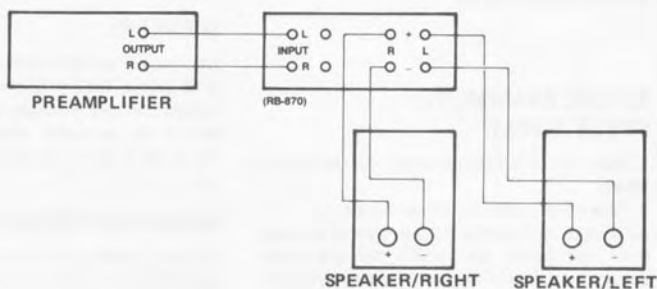 L
OUTPUT
R
PREAMPLIFIER
L
INPUT
R
(RB-870)
+
R L
−
+ −
SPEAKER/RIGHT
+ −
SPEAKER/LEFT